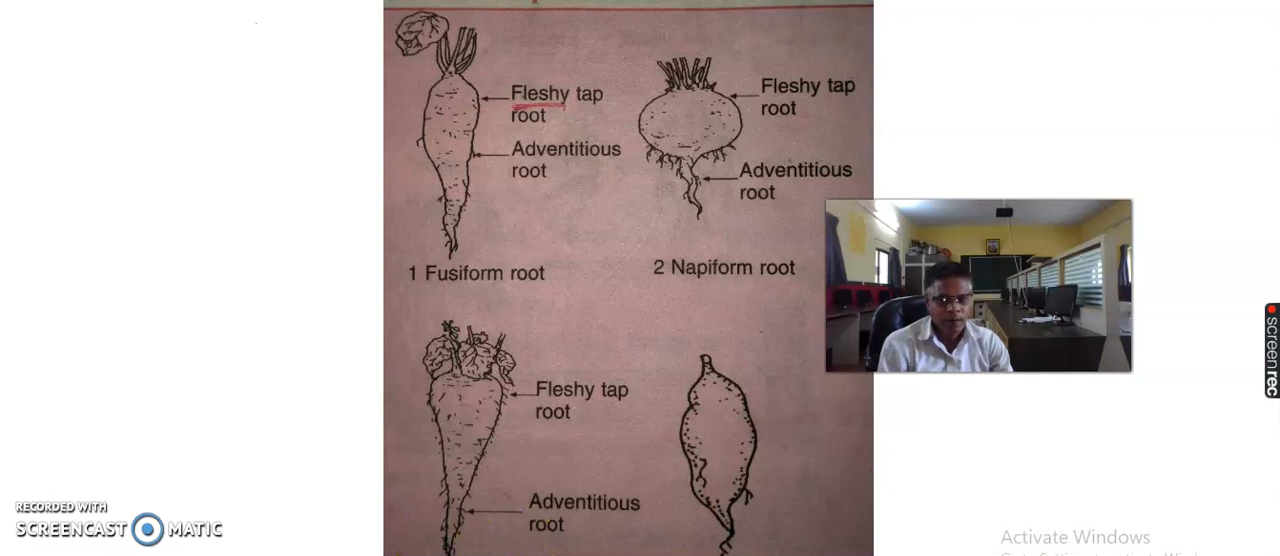 Fleshy tap
root
Adventitious
root
1 Fusiform root
Fleshy tap
root
Adventitious
root
2 Napiform root
Fleshy tap
root
Adventitious
root
RECORDED WITH
SCREENCAST MATIC
screenrec
Activate Windows